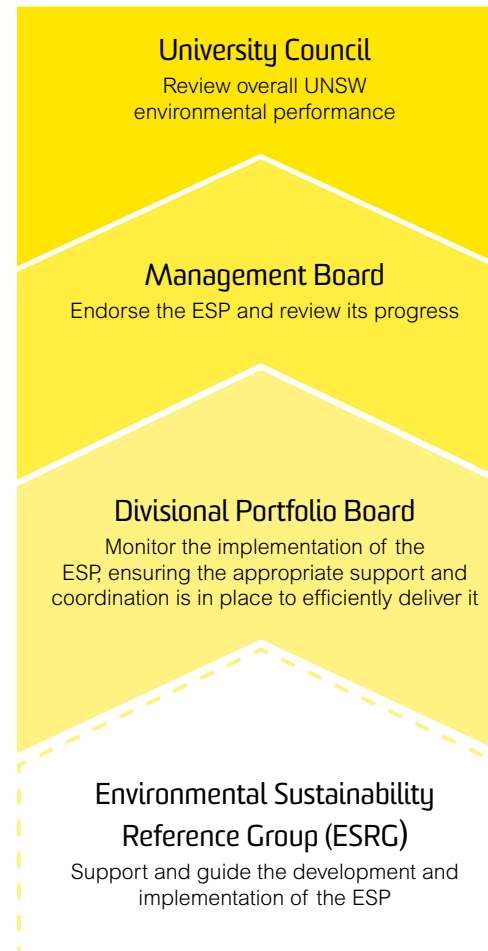 University Council
Review overall UNSW
environmental performance
Management Board
Endorse the ESP and review its progress
Divisional Portfolio Board
Monitor the implementation of the
ESP, ensuring the appropriate support and
coordination is in place to efficiently deliver it
Environmental Sustainability
Reference Group (ESRG)
Support and guide the development and
implementation of the ESP